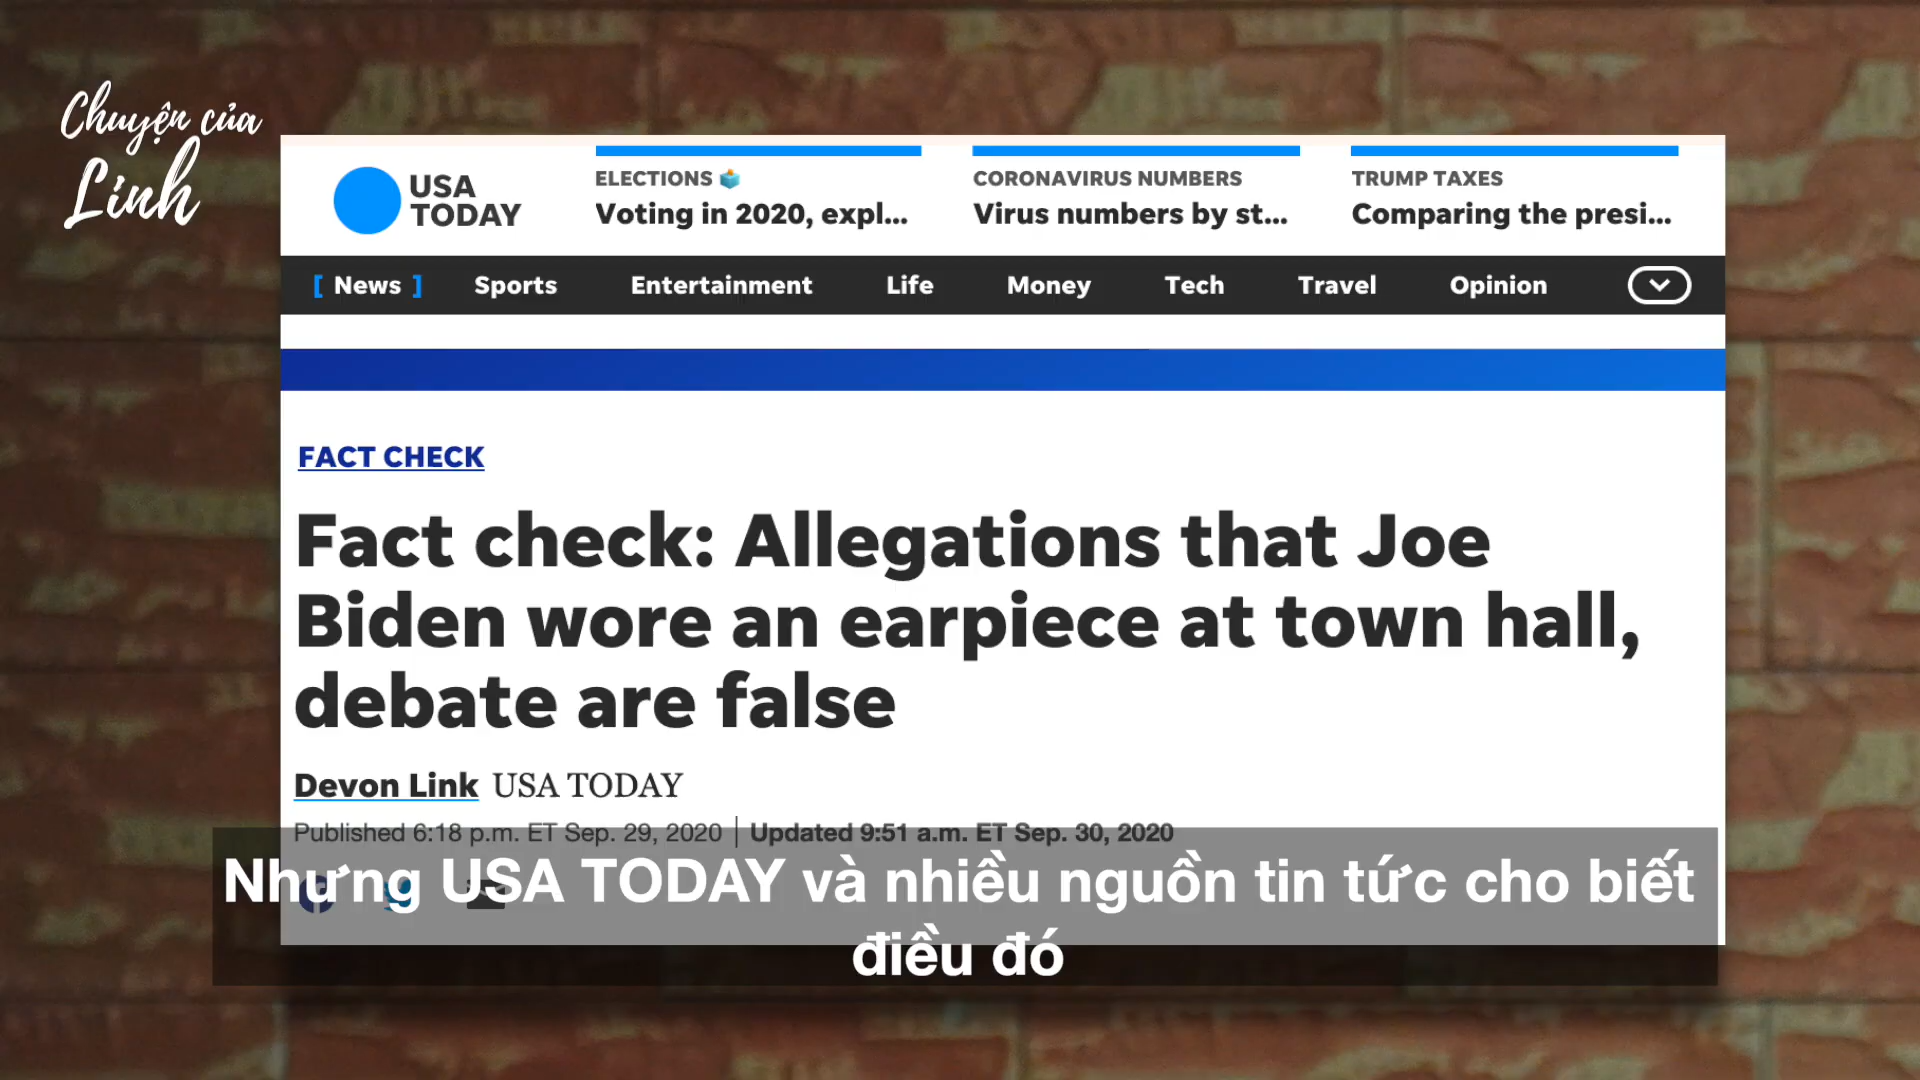 Chuyện của
Linh
USA
TODAY
ELECTIONS
Voting in 2020, expl...
CORONAVIRUS NUMBERS
Virus numbers by st...
TRUMP TAXES
Comparing the presi...
[ News ] Sports Entertainment Life Money Tech Travel Opinion
FACT CHECK
Fact check: Allegations that Joe
Biden wore an earpiece at town hall,
debate are false
Devon Link USA TODAY
Published 6:18 p.m. ET Sep. 29, 2020 | Updated 9:51 a.m. ET Sep. 30, 2020
Nhưng USA TODAY và nhiều nguồn tin tức cho biết
điều đó